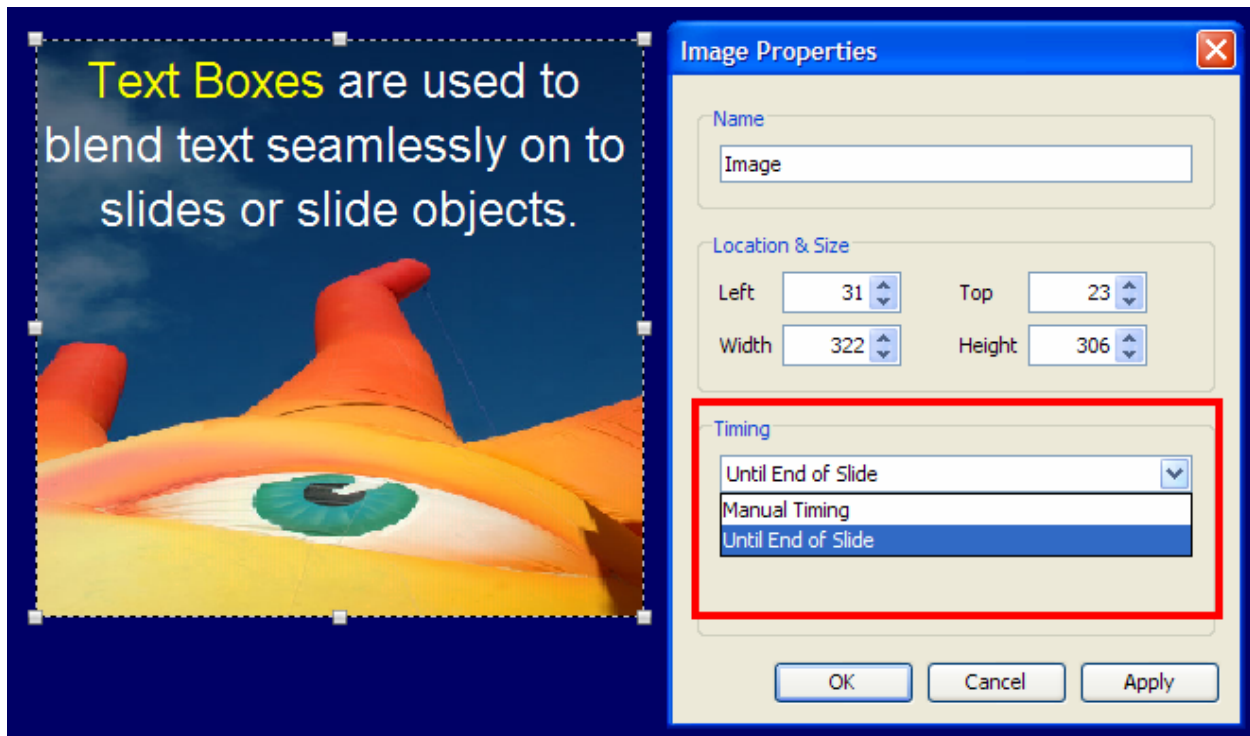 Text Boxes are used to
blend text seamlessly on to
slides or slide objects.
Image Properties
Name
Image
Location & Size
Left 31 Top 23
Width 322 Height 306
Timing
Until End of Slide
Manual Timing
Until End of Slide
OK Cancel Apply